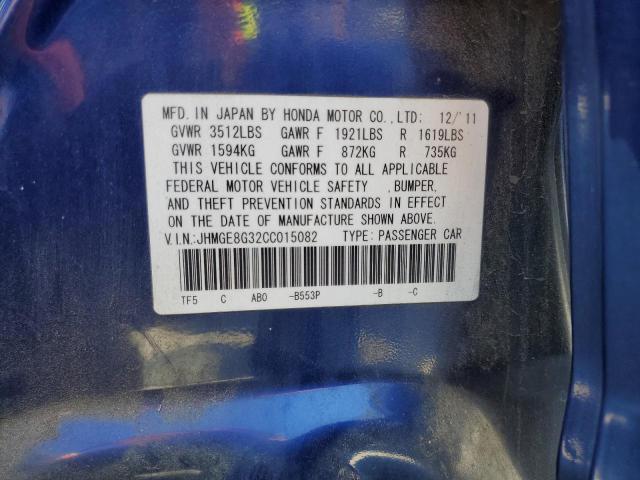 MFD. IN JAPAN BY HONDA MOTOR CO., LTD: 12/'11
GVWR 3512LBS GAWR F 1921LBS R 1619LBS
GVWR 1594KG GAWR F 872KG R 735KG
THIS VEHICLE CONFORMS TO ALL APPLICABLE
FEDERAL MOTOR VEHICLE SAFETY , BUMPER,
AND THEFT PREVENTION STANDARDS IN EFFECT
ON THE DATE OF MANUFACTURE SHOWN ABOVE.
V.I.N.:JHMGE8G32CC015082 TYPE: PASSENGER CAR
TF5 C AB0 -B553P -B -C